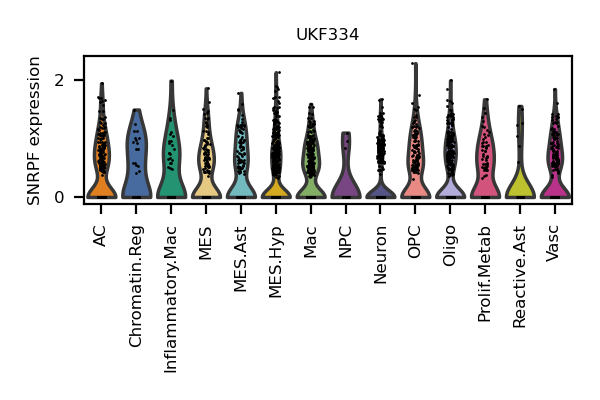 UKF334
SNRPF expression
2
0
AC
Chromatin.Reg
Inflammatory.Mac
MES
MES.Ast
MES.Hyp
Mac
NPC
Neuron
OPC
Oligo
Prolif.Metab
Reactive.Ast
Vasc